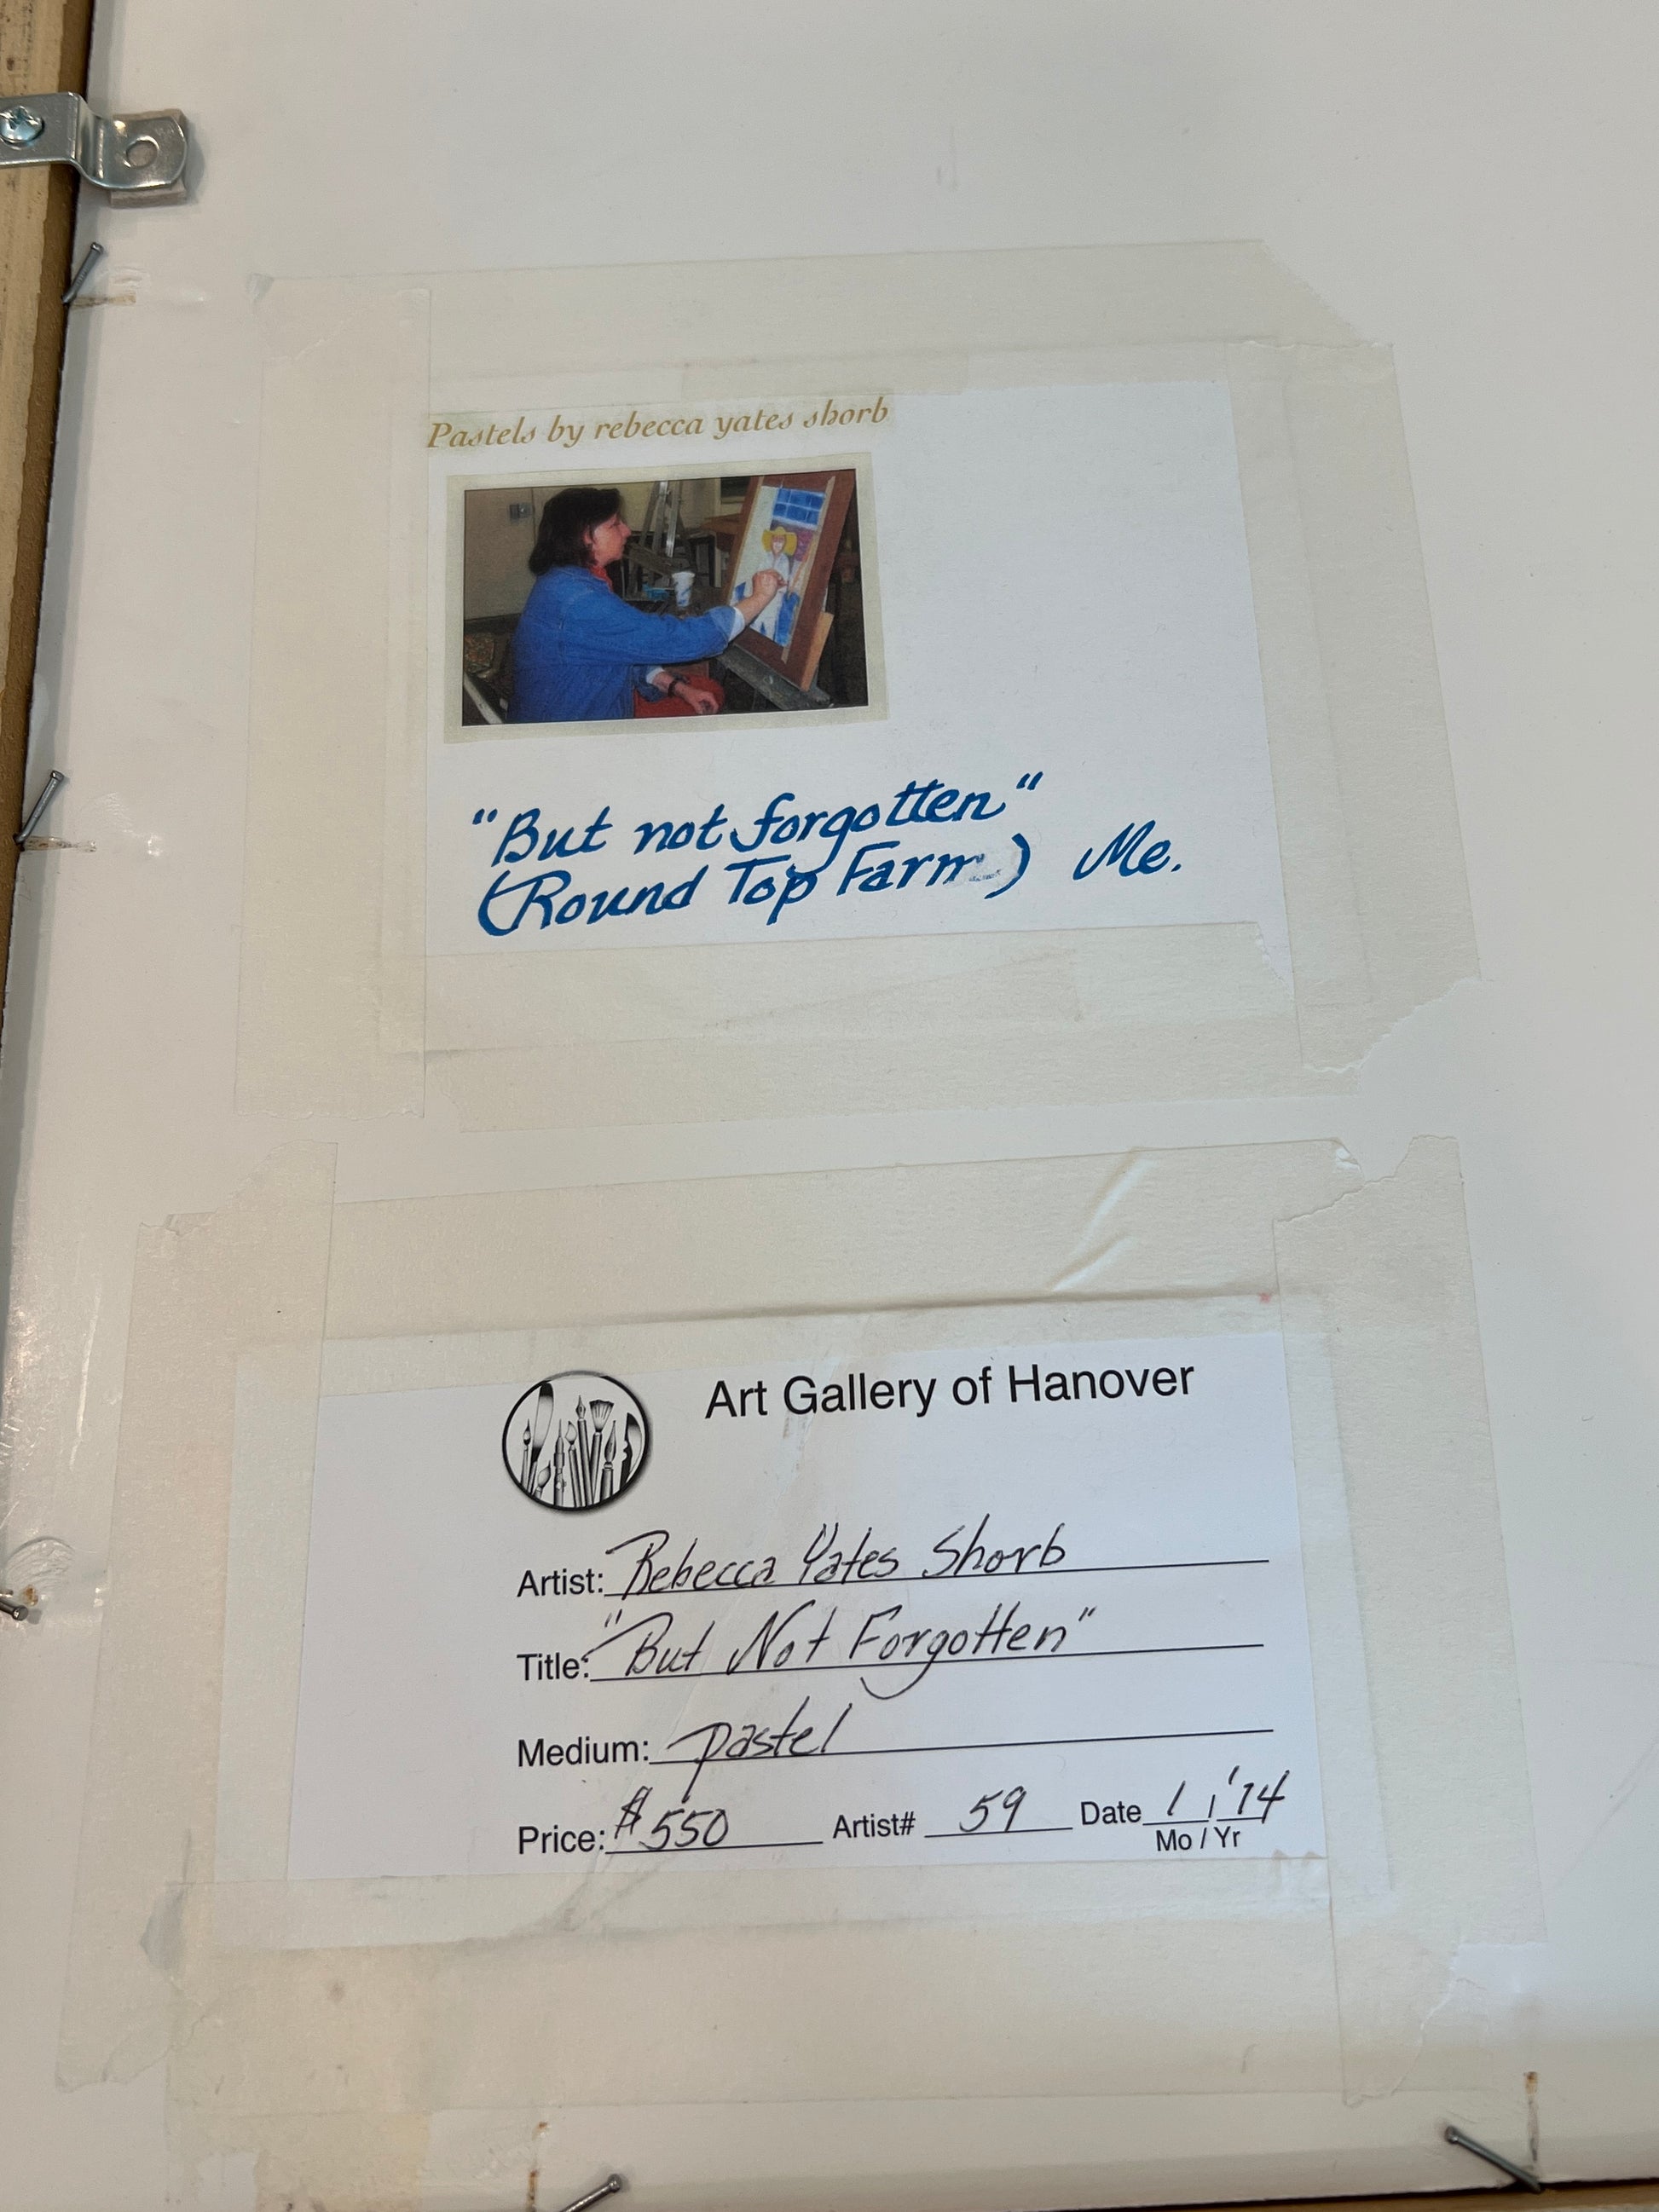 Pastels by rebecca yates shorb
"But not forgotten"
(Round Top Farm) Me.
Art Gallery of Hanover
Artist: Rebecca Yates Shorb
Title: "But Not Forgotten"
Medium: pastel
Price: $550 Artist# 59 Date 1 / '14
Mo / Yr